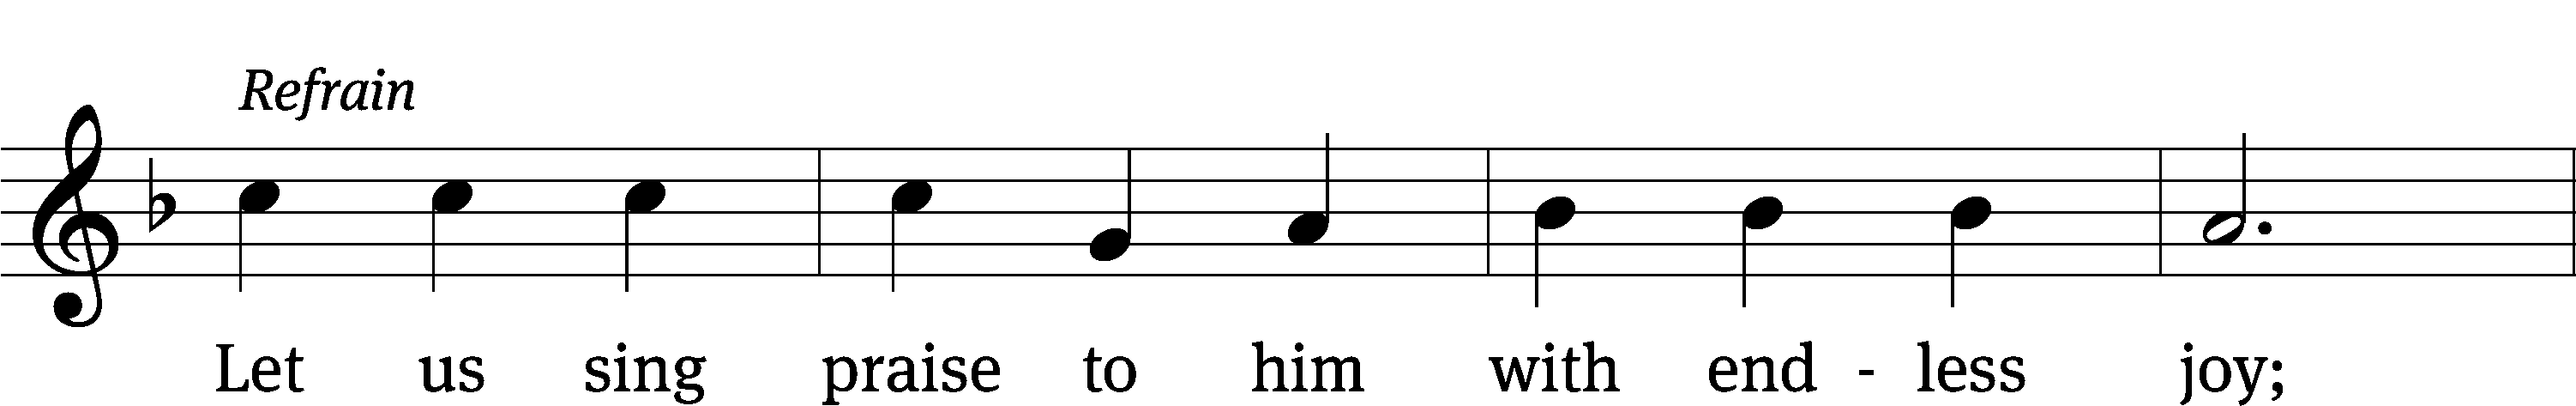 Refrain
Let us sing praise to him with end - less joy;